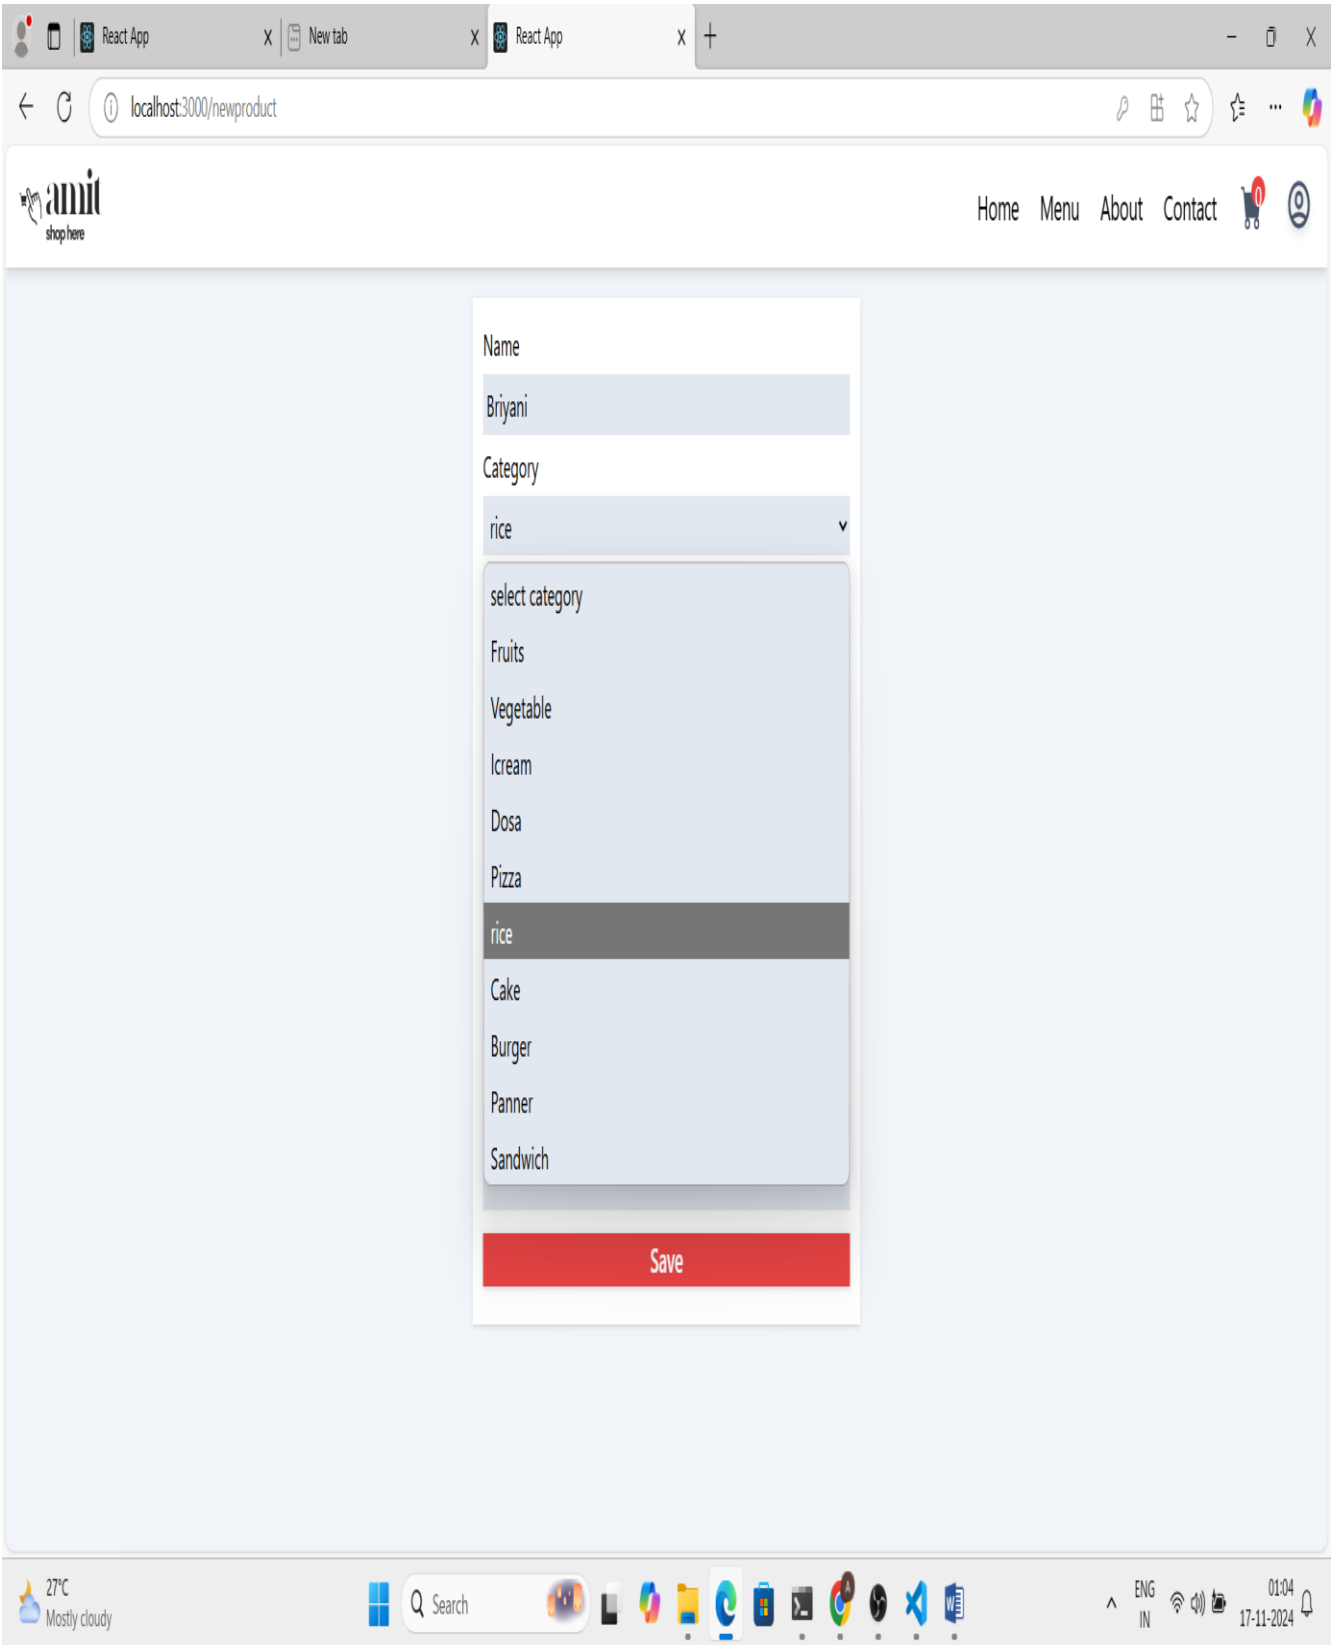 React App
New tab
React App
localhost:3000/newproduct
amit
shop here
Home Menu About Contact 0
Name
Briyani
Category
rice
select category
Fruits
Vegetable
Icream
Dosa
Pizza
rice
Cake
Burger
Panner
Sandwich
Save
27°C
Mostly cloudy
Search
A
ENG
IN
01:04
17-11-2024